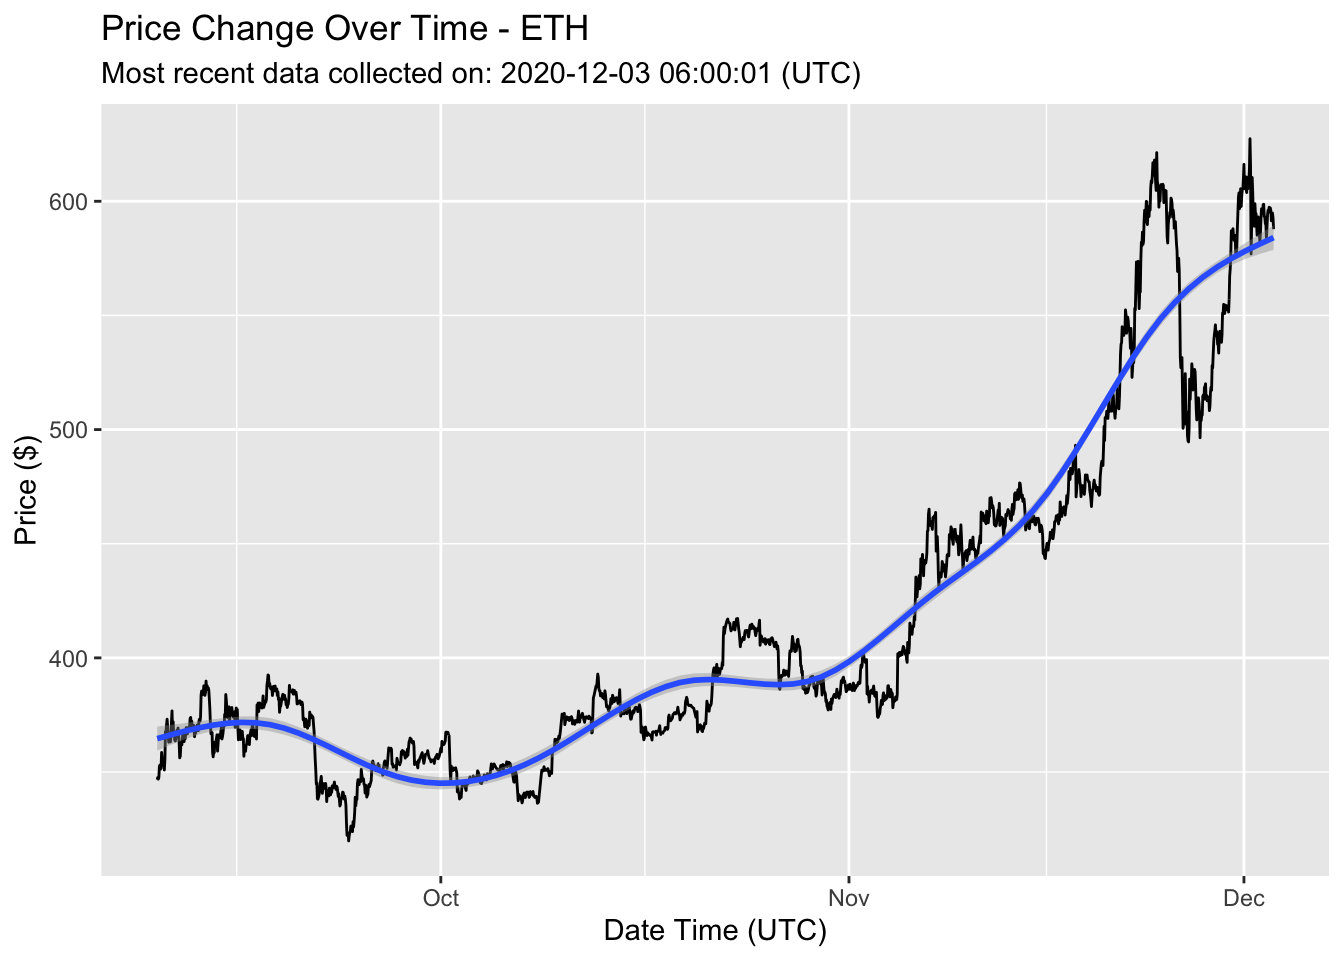 Price Change Over Time - ETH
Most recent data collected on: 2020-12-03 06:00:01 (UTC)
Price ($)
600
500
400
Oct
Nov
Dec
Date Time (UTC)